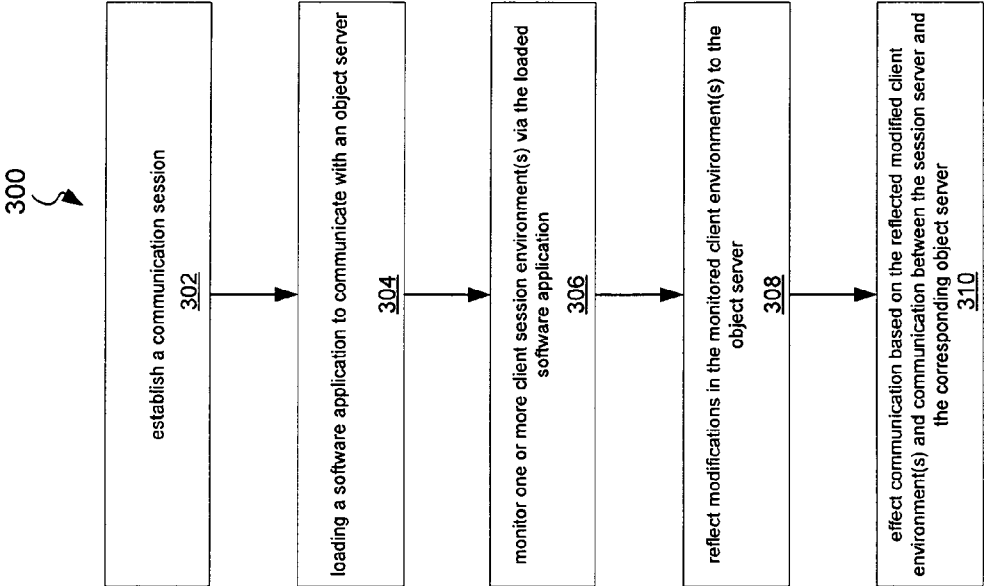 300
establish a communication session
302
loading a software application to communicate with an object server
304
monitor one or more client session environment(s) via the loaded
software application
306
reflect modifications in the monitored client environment(s) to the
object server
308
effect communication based on the reflected modified client
environment(s) and communication between the session server and
the corresponding object server
310